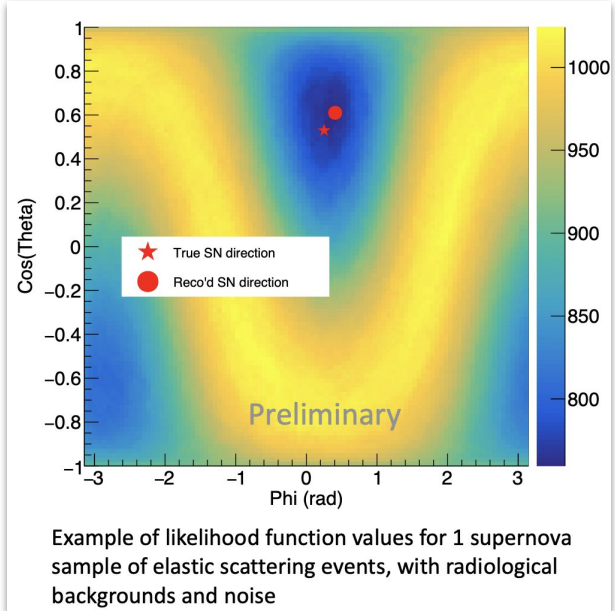 1
0.8
0.6
0.4
0.2
0
−0.2
−0.4
−0.6
−0.8
−1
Cos(Theta)
True SN direction
Reco'd SN direction
Preliminary
−3 −2 −1 0 1 2 3
Phi (rad)
1000
950
900
850
800
Example of likelihood function values for 1 supernova
sample of elastic scattering events, with radiological
backgrounds and noise